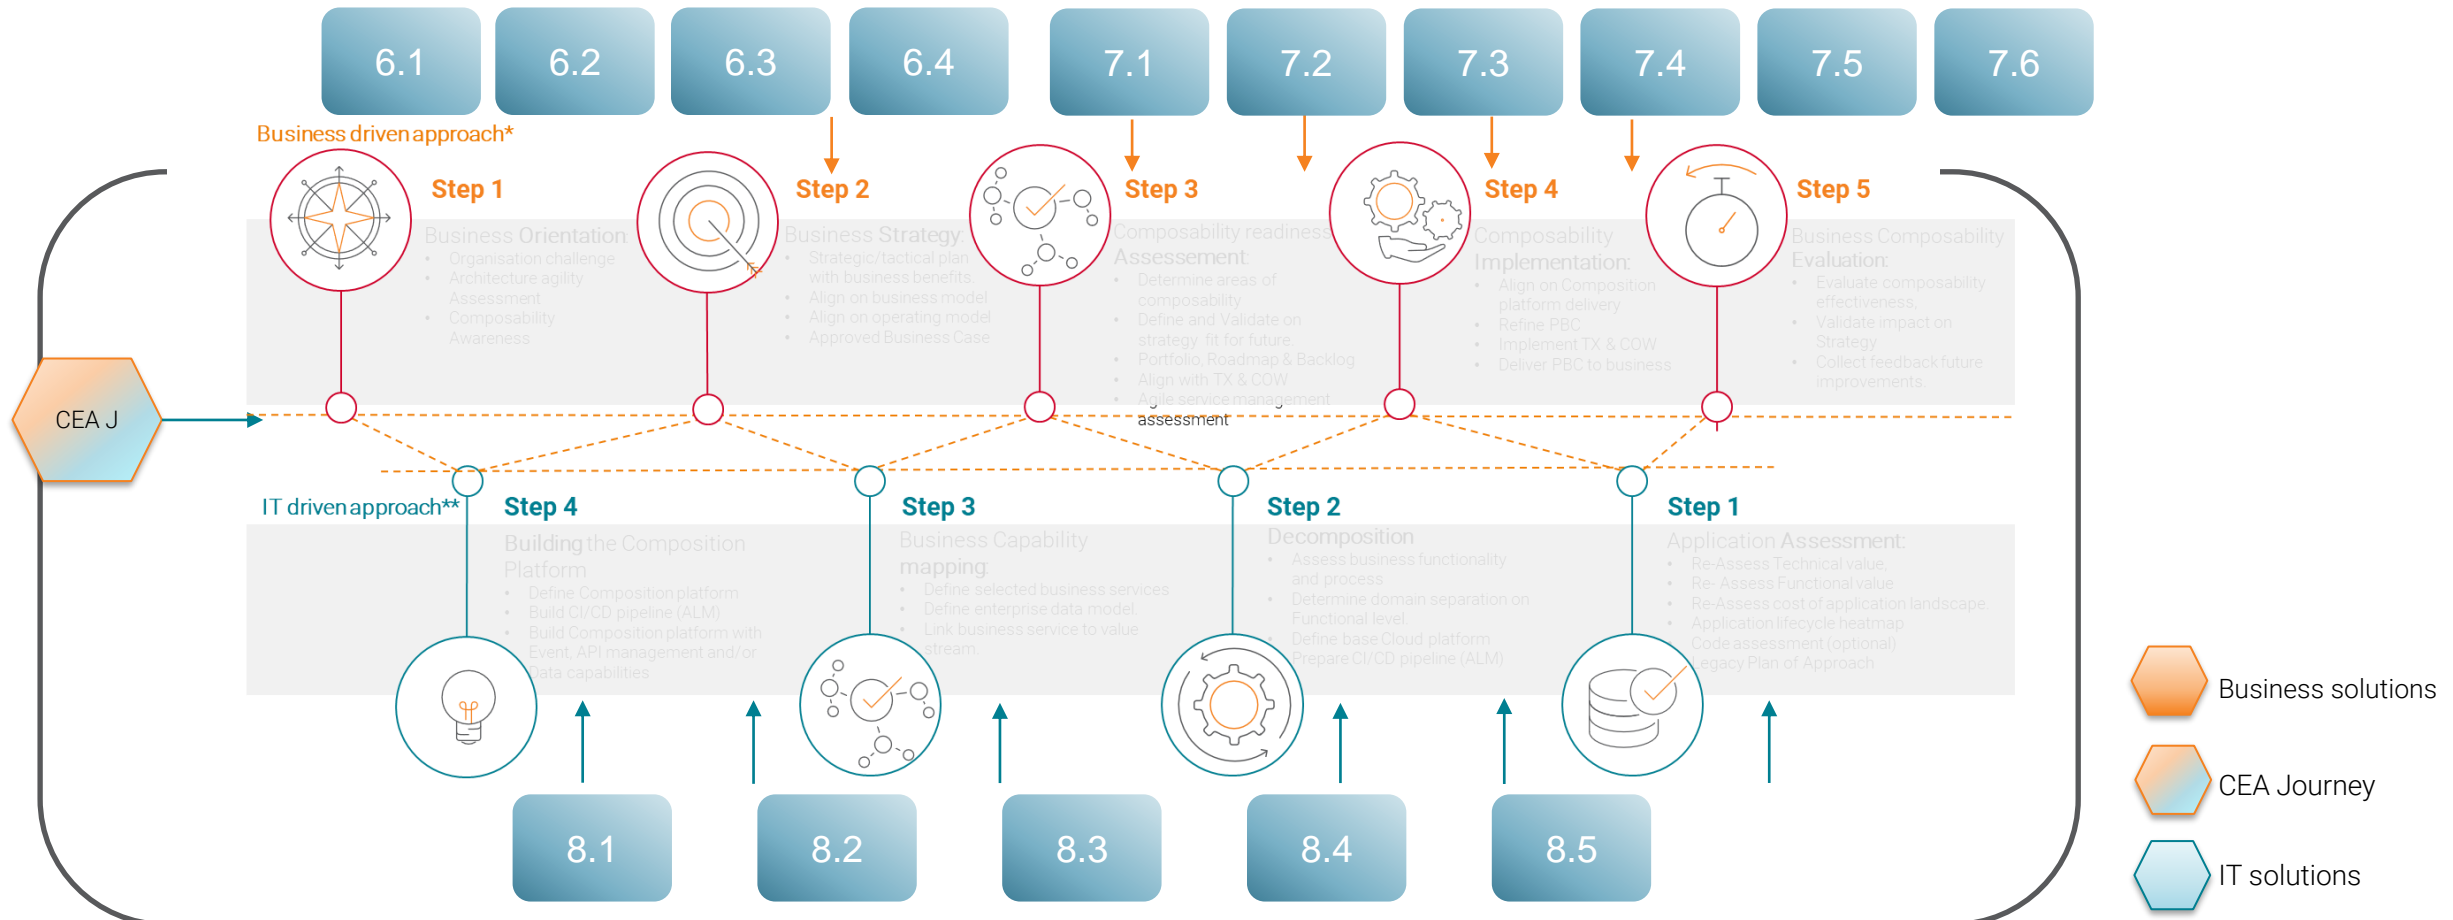 6.1
6.2
6.3
6.4
7.1
7.2
7.3
7.4
7.5
7.6
Business driven approach*
Step 1
Business Orientation:
• Organisation challenge
• Architecture agility
Assessment
• Composability
Awareness
Step 2
Business Strategy:
• Strategic/tactical plan
with business benefits.
• Align on business model
• Align on operating model
• Approved Business Case
Step 3
Composability readiness
Assessement:
• Determine areas of
composability
• Define and Validate on
strategy fit for future.
• Portfolio, Roadmap & Backlog
• Align with TX & COW
• Agile service management
assessment
Step 4
Composability
Implementation:
• Align on Composition
platform delivery
• Refine PBC
• Implement TX & COW
• Deliver PBC to business
Step 5
Business Composability
Evaluation:
• Evaluate composability
effectiveness,
• Validate impact on
Strategy
• Collect feedback future
improvements.
CEA J
IT driven approach**
Step 4
Building the Composition
Platform
• Define Composition platform
• Build CI/CD pipeline (ALM)
• Build Composition platform with
Event, API management and/or
Data capabilities
Step 3
Business Capability
mapping:
• Define selected business services
• Define enterprise data model.
• Link business service to value
stream.
Step 2
Decomposition
• Assess business functionality
and process
• Determine domain separation on
Functional level.
• Define base Cloud platform
Prepare CI/CD pipeline (ALM)
Step 1
Application Assessment:
• Re-Assess Technical value,
• Re- Assess Functional value
• Re-Assess cost of application landscape.
• Application lifecycle heatmap
• Code assessment (optional)
Legacy Plan of Approach
8.1
8.2
8.3
8.4
8.5
Business solutions
CEA Journey
IT solutions